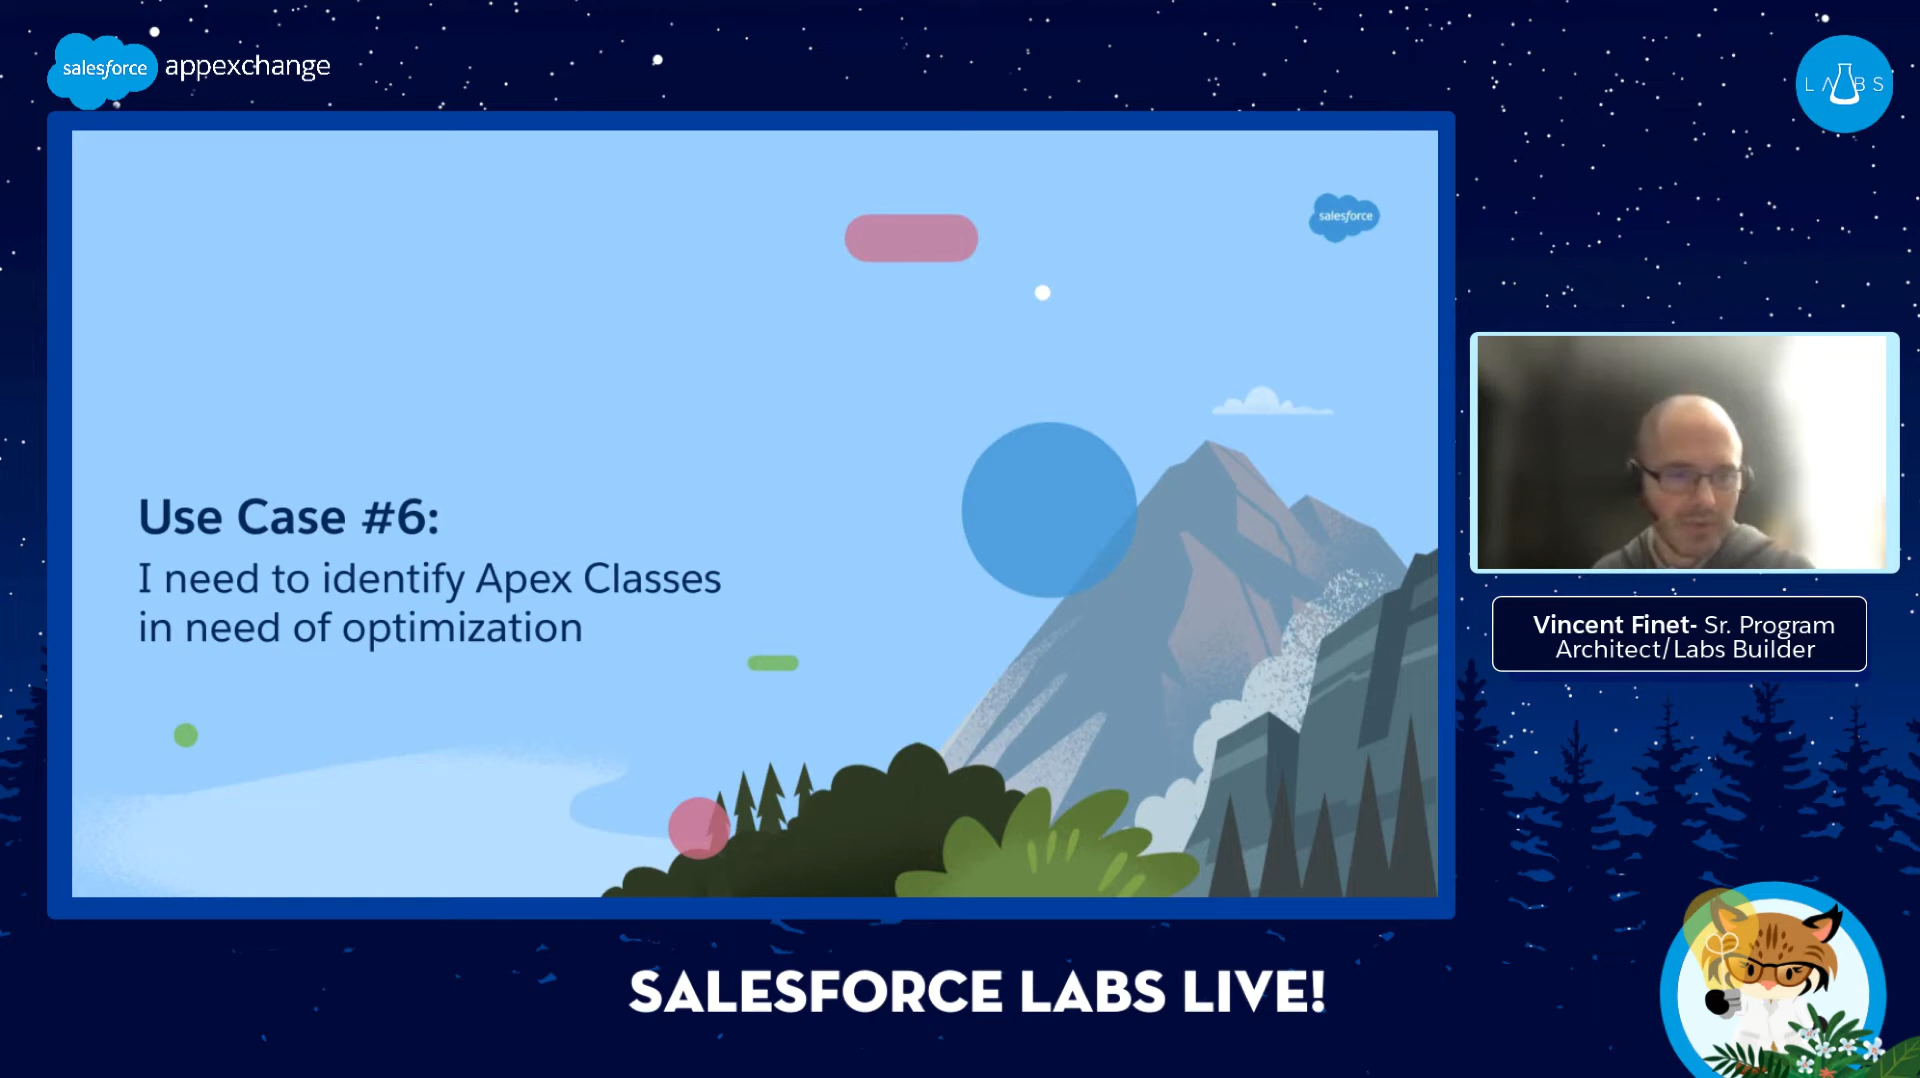 salesforce appexchange
LABS
salesforce
Use Case #6:
I need to identify Apex Classes
in need of optimization
Vincent Finet- Sr. Program
Architect/Labs Builder
SALESFORCE LABS LIVE!